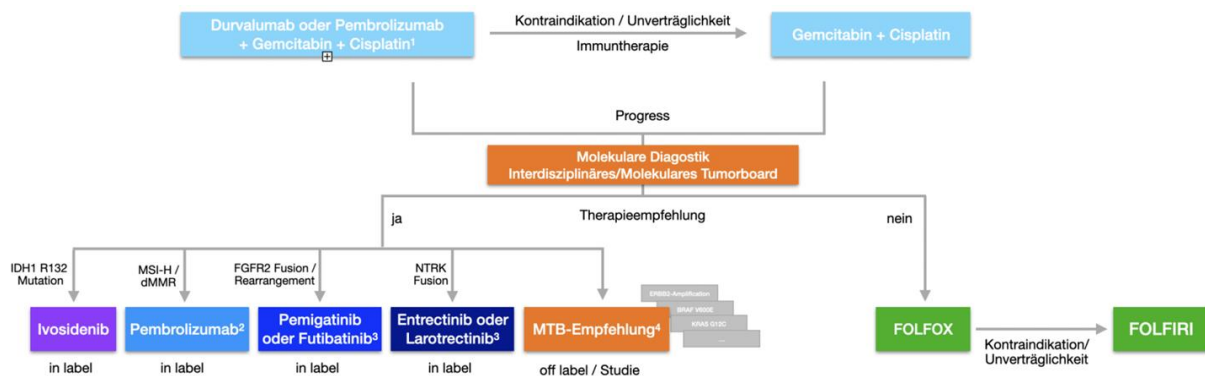 Durvalumab oder Pembrolizumab
+ Gemcitabin + Cisplatin¹
Kontraindikation / Unverträglichkeit
Immuntherapie
Gemcitabin + Cisplatin
Progress
Molekulare Diagostik
Interdisziplinäres/Molekulares Tumorboard
ja
Therapieempfehlung
nein
IDH1 R132
Mutation
MSI-H /
dMMR
FGFR2 Fusion /
Rearrangement
NTRK
Fusion
ERBB2-Amplification
BRAF V600E
KRAS G12C
...
Ivosidenib
Pembrolizumab²
Pemigatinib
oder Futibatinib³
Entrectinib oder
Larotrectinib³
MTB-Empfehlung⁴
FOLFOX
Kontraindikation/
Unverträglichkeit
FOLFIRI
in label
in label
in label
in label
off label / Studie